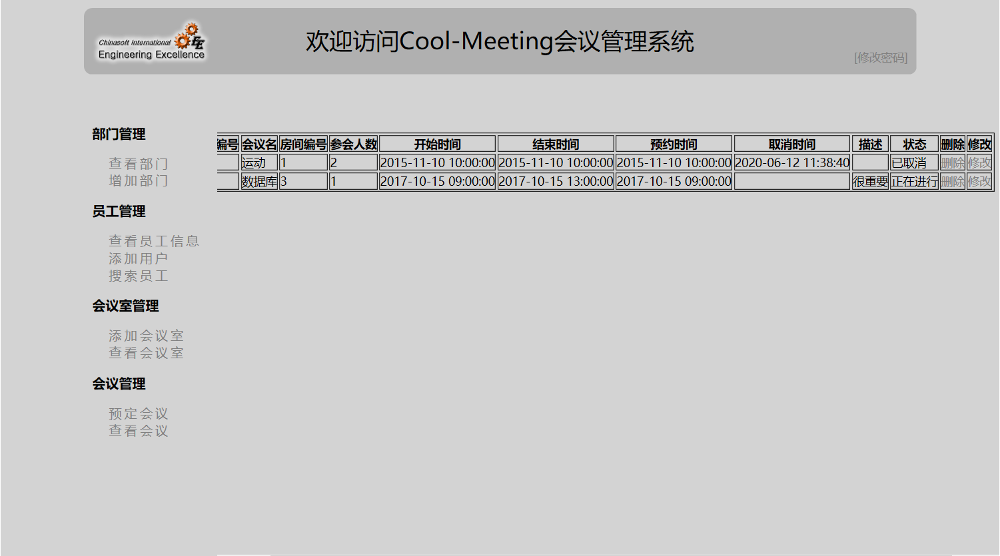 Chinasoft International
EE
Engineering Excellence
欢迎访问Cool-Meeting会议管理系统
[修改密码]
部门管理
查看部门
增加部门
员工管理
查看员工信息
添加用户
搜索员工
会议室管理
添加会议室
查看会议室
会议管理
预定会议
查看会议
编号 会议名 房间编号 参会人数 开始时间 结束时间 预约时间 取消时间 描述 状态 删除 修改
运动 1 2 2015-11-10 10:00:00 2015-11-10 10:00:00 2015-11-10 10:00:00 2020-06-12 11:38:40 已取消 删除 修改
数据库 3 1 2017-10-15 09:00:00 2017-10-15 13:00:00 2017-10-15 09:00:00 很重要 正在进行 删除 修改